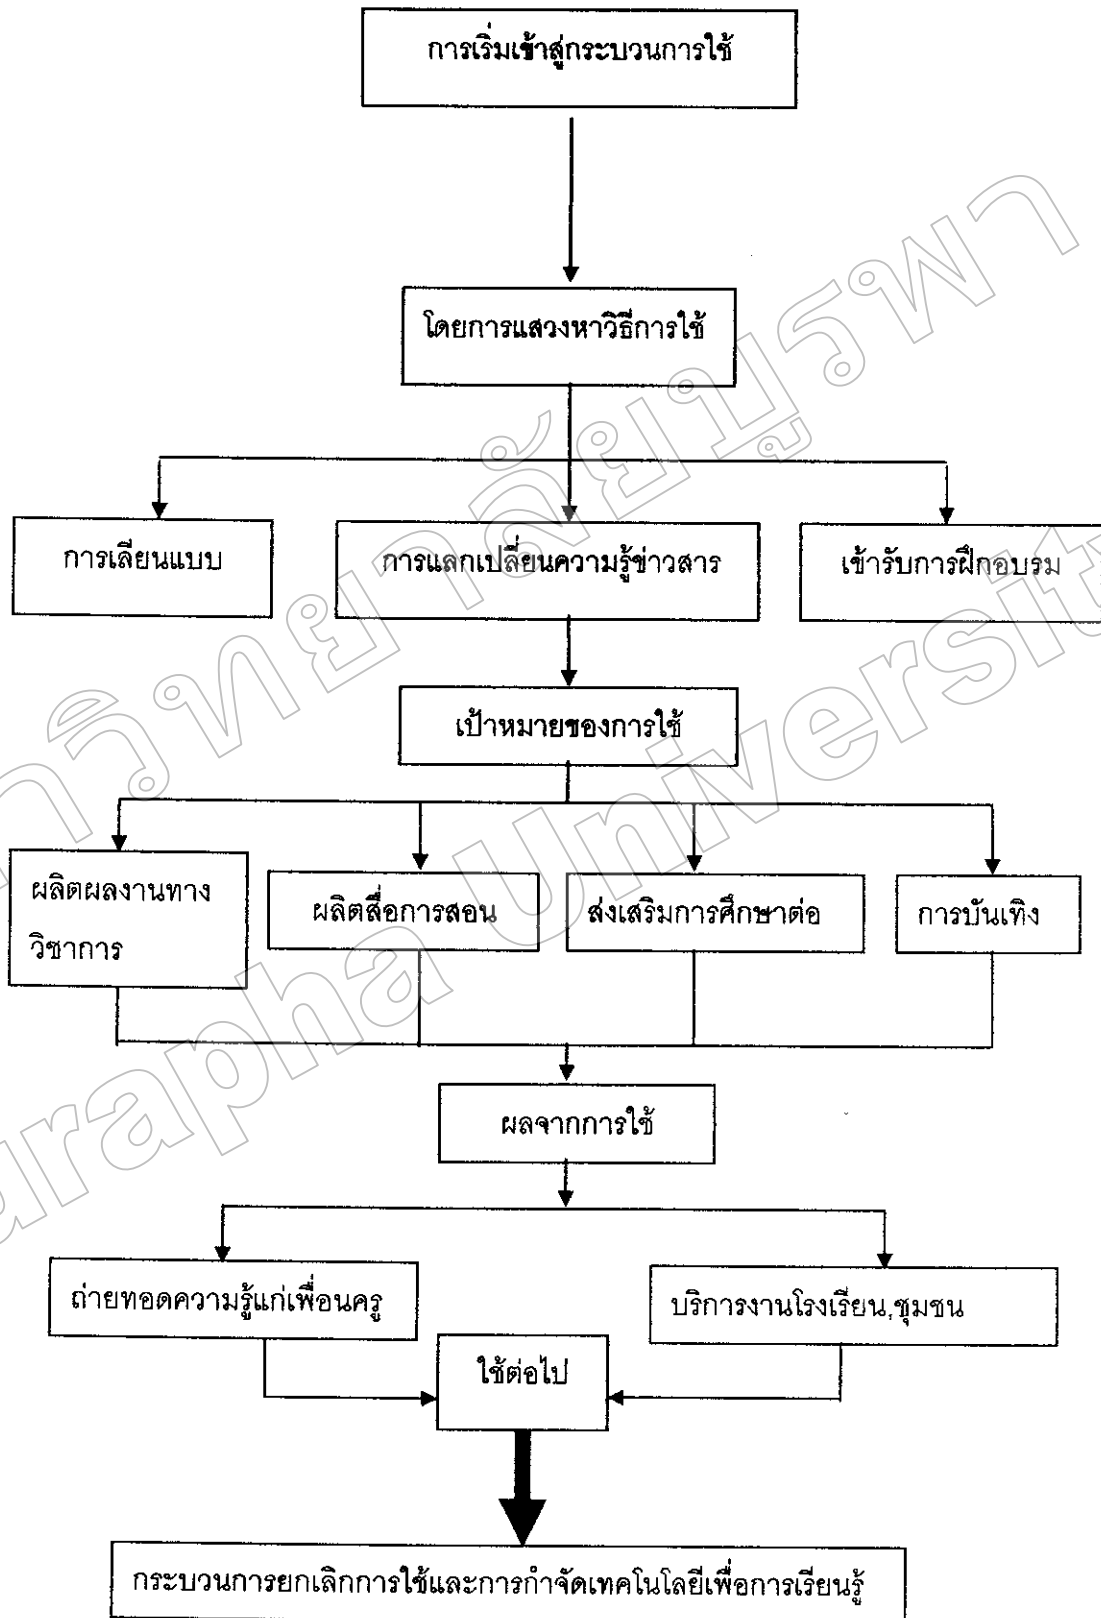 การเริ่มเข้าสู่กระบวนการใช้
โดยการแสวงหาวิธีการใช้
การเลียนแบบ
การแลกเปลี่ยนความรู้ข่าวสาร
เข้ารับการฝึกอบรม
เป้าหมายของการใช้
ผลิตผลงานทาง
วิชาการ
ผลิตสื่อการสอน
ส่งเสริมการศึกษาต่อ
การบันเทิง
ผลจากการใช้
ถ่ายทอดความรู้แก่เพื่อนครู
บริการงานโรงเรียน,ชุมชน
ใช้ต่อไป
กระบวนการยกเลิกการใช้และการกำจัดเทคโนโลยีเพื่อการเรียนรู้
าวิทยาลัยบูรพา
urapha University